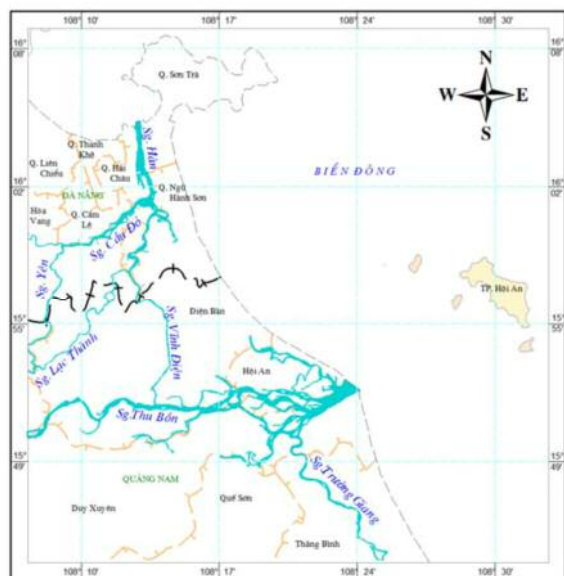 108° 10' 108° 17' 108° 24' 108° 30'
16° 08' 16° 08'
N
W E
S
Q. Sơn Trà
Sg. Hàn
Q. Thanh Khê
Q. Liên Chiểu
Q. Hải Châu
BIỂN ĐÔNG
16° 02' 16° 02'
ĐÀ NẴNG
Q. Ngũ Hành Sơn
Hòa Vang
Q. Cẩm Lệ
Sg. Cầu Đỏ
Sg. Yên
TP. Hội An
Điện Bàn
15° 55' 15° 55'
Sg. Vĩnh Điện
Sg. Lạc Thành
Hội An
Sg. Thu Bồn
15° 49' 15° 49'
Sg. Trường Giang
QUẢNG NAM
Quế Sơn
Duy Xuyên
Thăng Bình
108° 10' 108° 17' 108° 24' 108° 30'